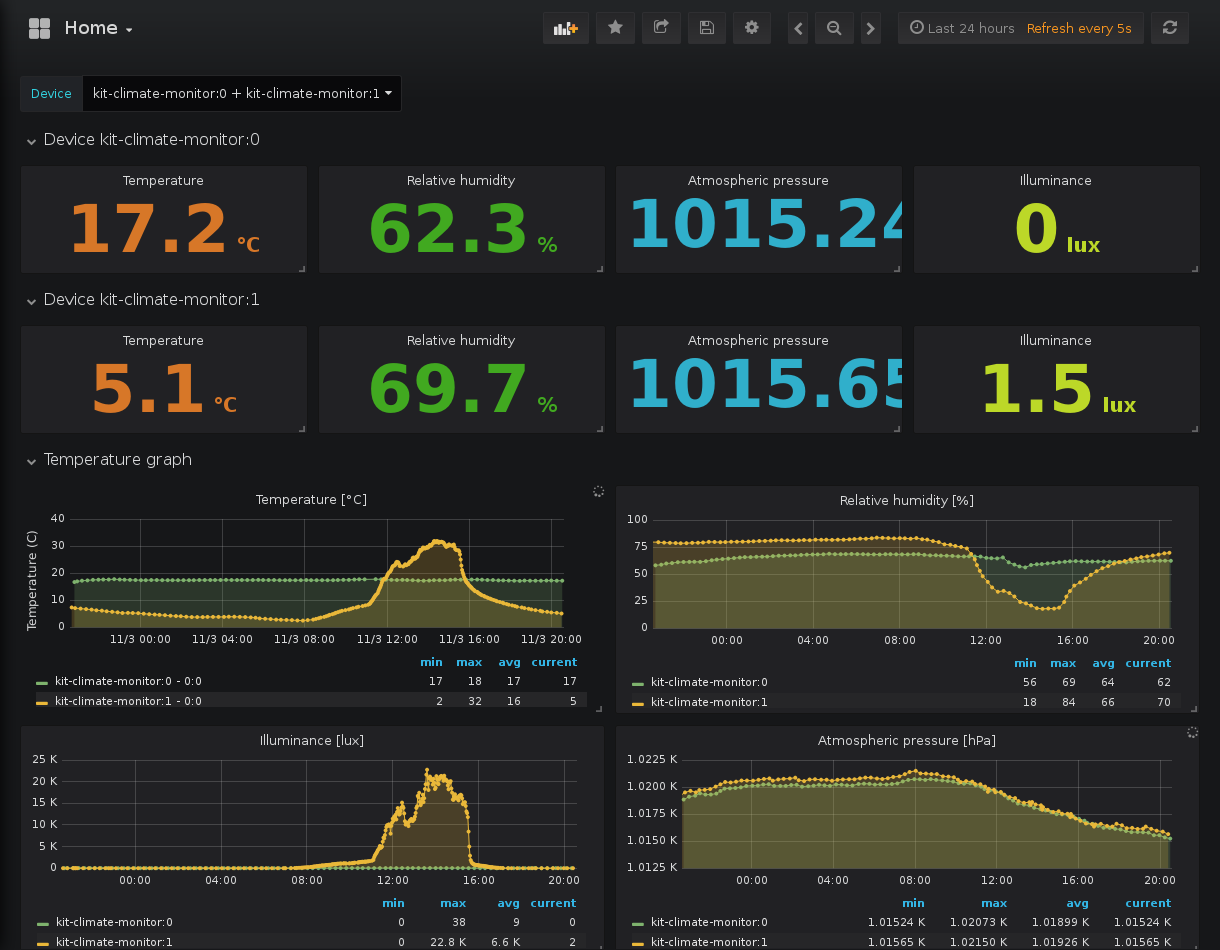 Home
Last 24 hours Refresh every 5s
Device kit-climate-monitor:0 + kit-climate-monitor:1
Device kit-climate-monitor:0
Temperature Relative humidity Atmospheric pressure Illuminance
17.2 °C 62.3 % 1015.24 0 lux
Device kit-climate-monitor:1
Temperature Relative humidity Atmospheric pressure Illuminance
5.1 °C 69.7 % 1015.65 1.5 lux
Temperature graph
Temperature [°C]
Temperature (C)
40
30
20
10
0
11/3 00:00 11/3 04:00 11/3 08:00 11/3 12:00 11/3 16:00 11/3 20:00
min max avg current
kit-climate-monitor:0 - 0:0 17 18 17 17
kit-climate-monitor:1 - 0:0 2 32 16 5
Relative humidity [%]
100
75
50
25
0
00:00 04:00 08:00 12:00 16:00 20:00
min max avg current
kit-climate-monitor:0 56 69 64 62
kit-climate-monitor:1 18 84 66 70
Illuminance [lux]
25 K
20 K
15 K
10 K
5 K
0
00:00 04:00 08:00 12:00 16:00 20:00
min max avg current
kit-climate-monitor:0 0 38 9 0
kit-climate-monitor:1 0 22.8 K 6.6 K 2
Atmospheric pressure [hPa]
1.0225 K
1.0200 K
1.0175 K
1.0150 K
1.0125 K
00:00 04:00 08:00 12:00 16:00 20:00
min max avg current
kit-climate-monitor:0 1.01524 K 1.02073 K 1.01899 K 1.01524 K
kit-climate-monitor:1 1.01565 K 1.02150 K 1.01926 K 1.01565 K